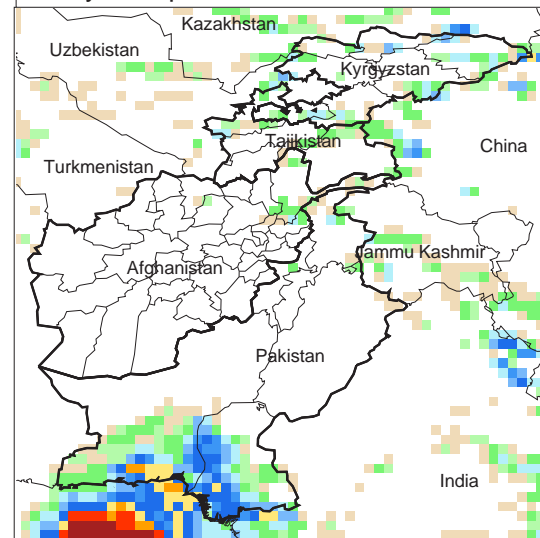 Kazakhstan
Uzbekistan
Kyrgyzstan
Tajikistan
China
Turkmenistan
Jammu Kashmir
Afghanistan
Pakistan
India